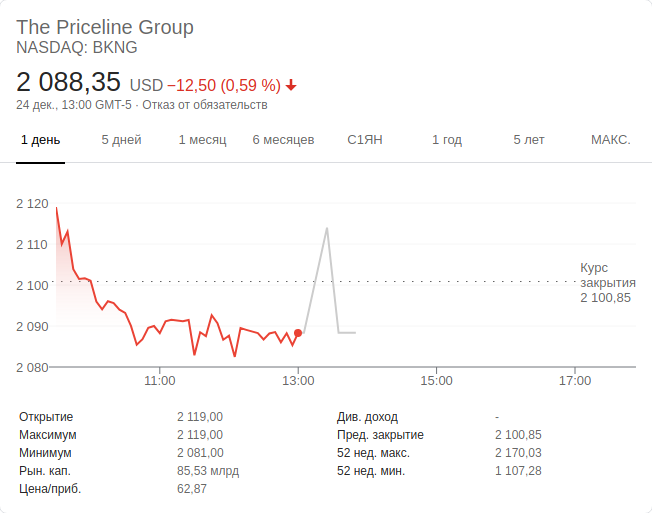 The Priceline Group
NASDAQ: BKNG
2 088,35 USD −12,50 (0,59 %)
24 дек., 13:00 GMT-5 · Отказ от обязательств
1 день 5 дней 1 месяц 6 месяцев С1ЯН 1 год 5 лет МАКС.
2 120
2 110
2 100
2 090
2 080
Курс
закрытия
2 100,85
11:00 13:00 15:00 17:00
Открытие 2 119,00 Див. доход -
Максимум 2 119,00 Пред. закрытие 2 100,85
Минимум 2 081,00 52 нед. макс. 2 170,03
Рын. кап. 85,53 млрд 52 нед. мин. 1 107,28
Цена/приб. 62,87